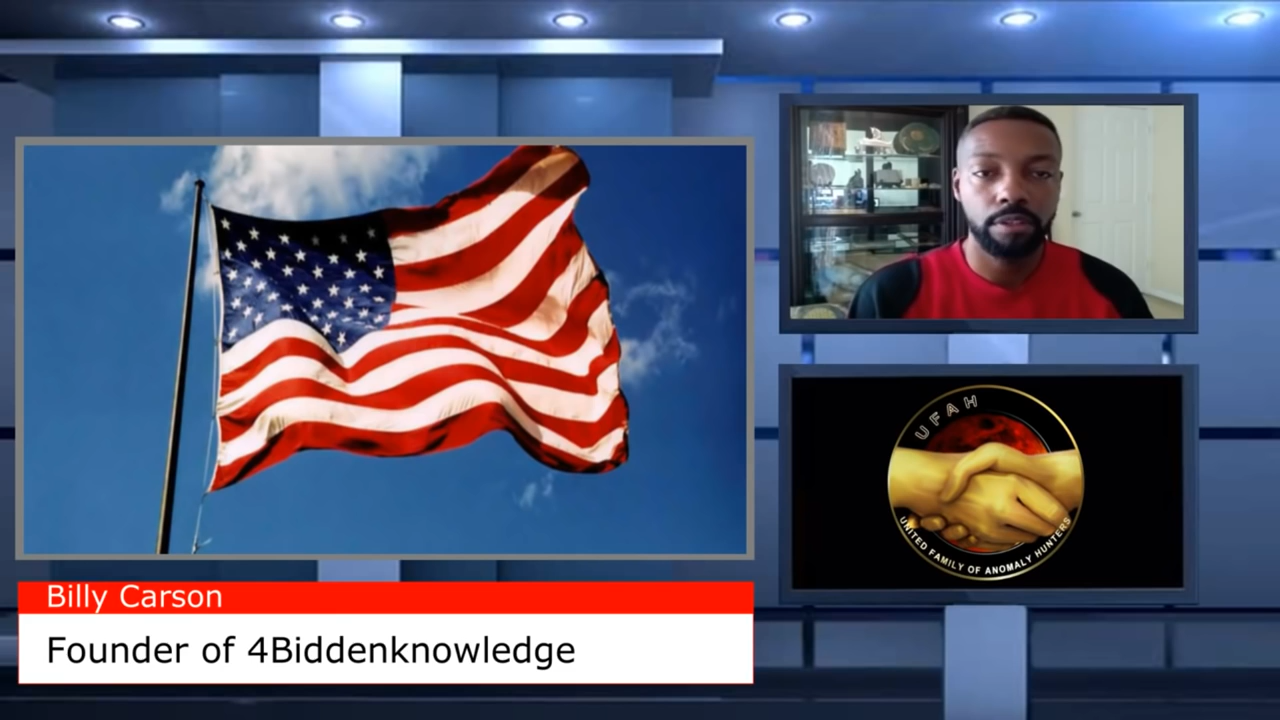 Billy Carson
Founder of 4Biddenknowledge
UFAH
UNITED FAMILY OF ANOMALY HUNTERS